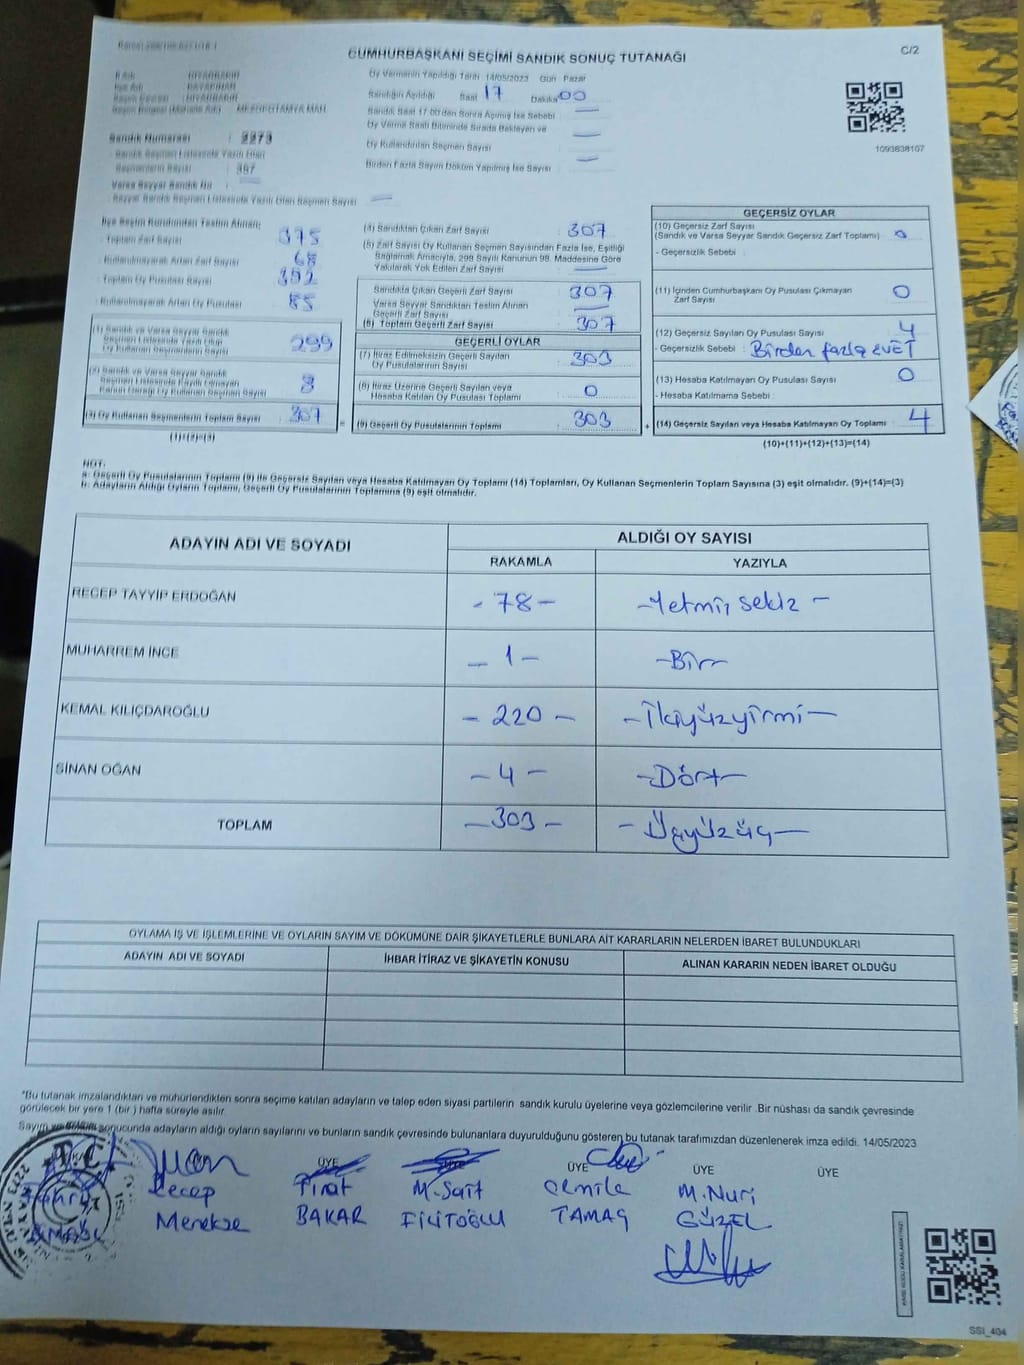 CUMHURBAŞKANI SEÇİMİ SANDIK SONUÇ TUTANAĞI
C/2
Oy Vermenin Yapıldığı Tarih 14/05/2023 Gün Pazar
Sandığın Açıldığı Saat 17 Dakika 00
Sandık Saat 17:00'den Sonra Açılmış İse Sebebi
Oy Verme Saati Bitiminde Sırada Bekleyen ve
Oy Kullandırılan Seçmen Sayısı
Birden Fazla Sayım Döküm Yapılmış İse Sayısı
1093838107
İli Adı : DİYARBAKIR
İlçe Adı : KAYAPINAR
MEZOPOTAMYA MAH.
Sandık Numarası : 2273
Sandık Seçmen Listesinde Yazılı Olan
Seçmenlerin Sayısı : 357
Varsa Seyyar Sandık No :
Seyyar Sandık Seçmen Listesinde Yazılı Olan Seçmen Sayısı
İlçe Seçim Kurulundan Teslim Alınan;
- Toplam Zarf Sayısı 375
- Kullanılmayarak Artan Zarf Sayısı 68
- Toplam Oy Pusulası Sayısı 392
- Kullanılmayarak Artan Oy Pusulası 85
(1) Sandık ve Varsa Seyyar Sandık
Seçmen Listesinde Yazılı Olup
Oy Kullanan Seçmenlerin Sayısı 299
(2) Sandık ve Varsa Seyyar Sandık
Seçmen Listesinde Kayıtlı Olmayan
Kanun Gereği Oy Kullanan Seçmen Sayısı 8
(3) Oy Kullanan Seçmenlerin Toplam Sayısı 307
(1)+(2)=(3)
(4) Sandıktan Çıkan Zarf Sayısı 307
(5) Zarf Sayısı Oy Kullanan Seçmen Sayısından Fazla İse, Eşitliği
Sağlamak Amacıyla, 298 Sayılı Kanunun 98. Maddesine Göre
Yakılarak Yok Edilen Zarf Sayısı
Sandıkta Çıkan Geçerli Zarf Sayısı 307
Varsa Seyyar Sandıktan Teslim Alınan
Geçerli Zarf Sayısı
(6) Toplam Geçerli Zarf Sayısı 307
GEÇERLİ OYLAR
(7) İtiraz Edilmeksizin Geçerli Sayılan
Oy Pusulalarının Sayısı 303
(8) İtiraz Üzerine Geçerli Sayılan veya
Hesaba Katılan Oy Pusulası Toplamı 0
= (9) Geçerli Oy Pusulalarının Toplamı 303
GEÇERSİZ OYLAR
(10) Geçersiz Zarf Sayısı
(Sandık ve Varsa Seyyar Sandık Geçersiz Zarf Toplamı) 0
- Geçersizlik Sebebi :
(11) İçinden Cumhurbaşkanı Oy Pusulası Çıkmayan
Zarf Sayısı 0
(12) Geçersiz Sayılan Oy Pusulası Sayısı 4
- Geçersizlik Sebebi : Birden fazla EVET
(13) Hesaba Katılmayan Oy Pusulası Sayısı 0
- Hesaba Katılmama Sebebi :
+ (14) Geçersiz Sayılan veya Hesaba Katılmayan Oy Toplamı 4
(10)+(11)+(12)+(13)=(14)
NOT:
a- Geçerli Oy Pusulalarının Toplamı (9) ile Geçersiz Sayılan veya Hesaba Katılmayan Oy Toplamı (14) Toplamları, Oy Kullanan Seçmenlerin Toplam Sayısına (3) eşit olmalıdır. (9)+(14)=(3)
b- Adayların Aldığı Oyların Toplamı, Geçerli Oy Pusulalarının Toplamına (9) eşit olmalıdır.
ADAYIN ADI VE SOYADI
ALDIĞI OY SAYISI
RAKAMLA YAZIYLA
RECEP TAYYİP ERDOĞAN - 78 - - Yetmiş sekiz -
MUHARREM İNCE - 1 - - Bir -
KEMAL KILIÇDAROĞLU - 220 - - İkiyüzyirmi -
SİNAN OĞAN - 4 - - Dört -
TOPLAM - 303 - - Üçyüzüç -
OYLAMA İŞ VE İŞLEMLERİNE VE OYLARIN SAYIM VE DÖKÜMÜNE DAİR ŞİKAYETLERLE BUNLARA AİT KARARLARIN NELERDEN İBARET BULUNDUKLARI
ADAYIN ADI VE SOYADI İHBAR İTİRAZ VE ŞİKAYETİN KONUSU ALINAN KARARIN NEDEN İBARET OLDUĞU
*Bu tutanak imzalandıktan ve mühürlendikten sonra seçime katılan adayların ve talep eden siyasi partilerin sandık kurulu üyelerine veya gözlemcilerine verilir .Bir nüshası da sandık çevresinde
görülecek bir yere 1 (bir ) hafta süreyle asılır.
Sayım ve döküm sonucunda adayların aldığı oyların sayılarını ve bunların sandık çevresinde bulunanlara duyurulduğunu gösteren bu tutanak tarafımızdan düzenlenerek imza edildi. 14/05/2023
T.C.
ÜYE ÜYE ÜYE ÜYE
Recep Fırat M.Sait Cemile M.Nuri
Menekse BAKAR FİLİTOĞLU TAMAÇ GÜZEL
SSI_404